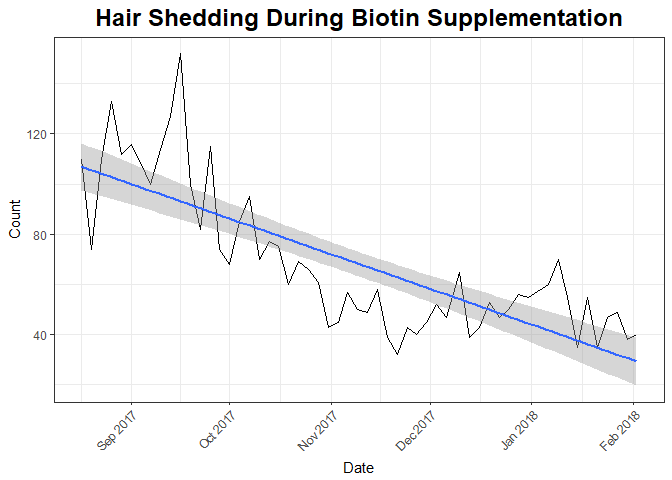 Hair Shedding During Biotin Supplementation
Count
120
80
40
Sep 2017
Oct 2017
Nov 2017
Dec 2017
Jan 2018
Feb 2018
Date